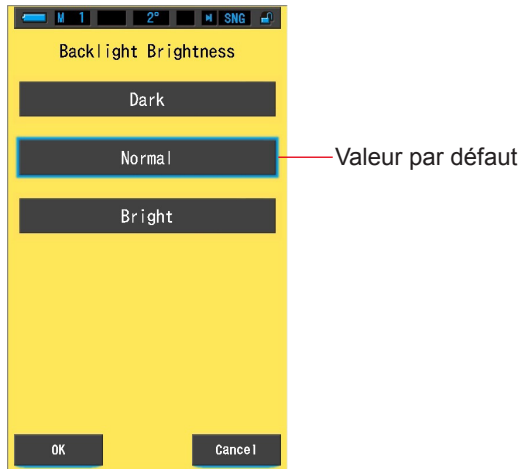 M 1 2° SNG
Backlight Brightness
Dark
Normal
Valeur par défaut
Bright
OK Cancel